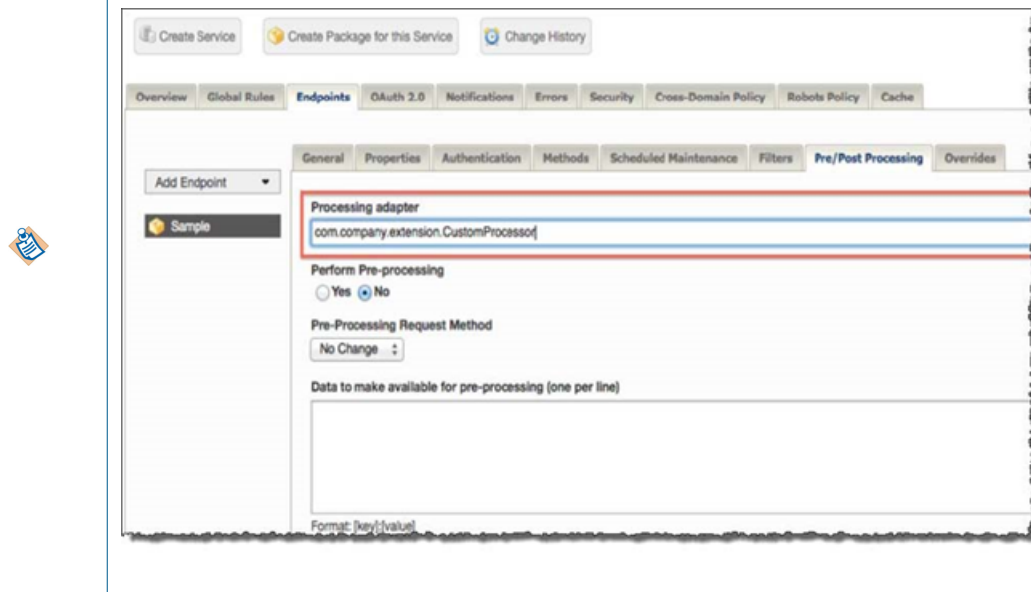 Create Service Create Package for this Service Change History
Overview Global Rules Endpoints OAuth 2.0 Notifications Errors Security Cross-Domain Policy Robots Policy Cache
General Properties Authentication Methods Scheduled Maintenance Filters Pre/Post Processing Overrides
Add Endpoint
Sample
Processing adapter
com.company.extension.CustomProcessor
Perform Pre-processing
Yes No
Pre-Processing Request Method
No Change
Data to make available for pre-processing (one per line)
Format: [key]:[value]